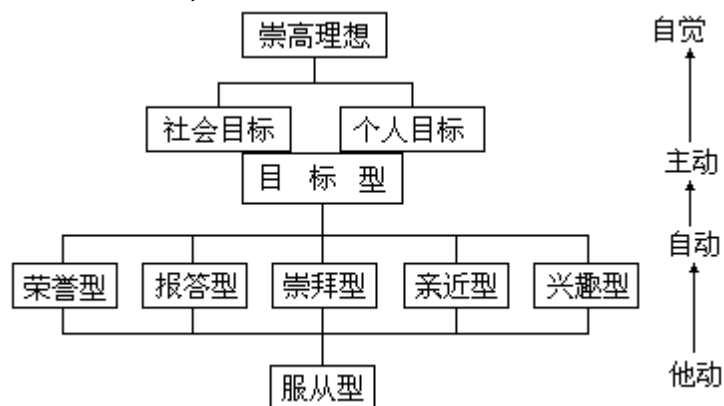 崇高理想
自觉
社会目标 个人目标
目 标 型
主动
自动
荣誉型 报答型 崇拜型 亲近型 兴趣型
他动
服从型